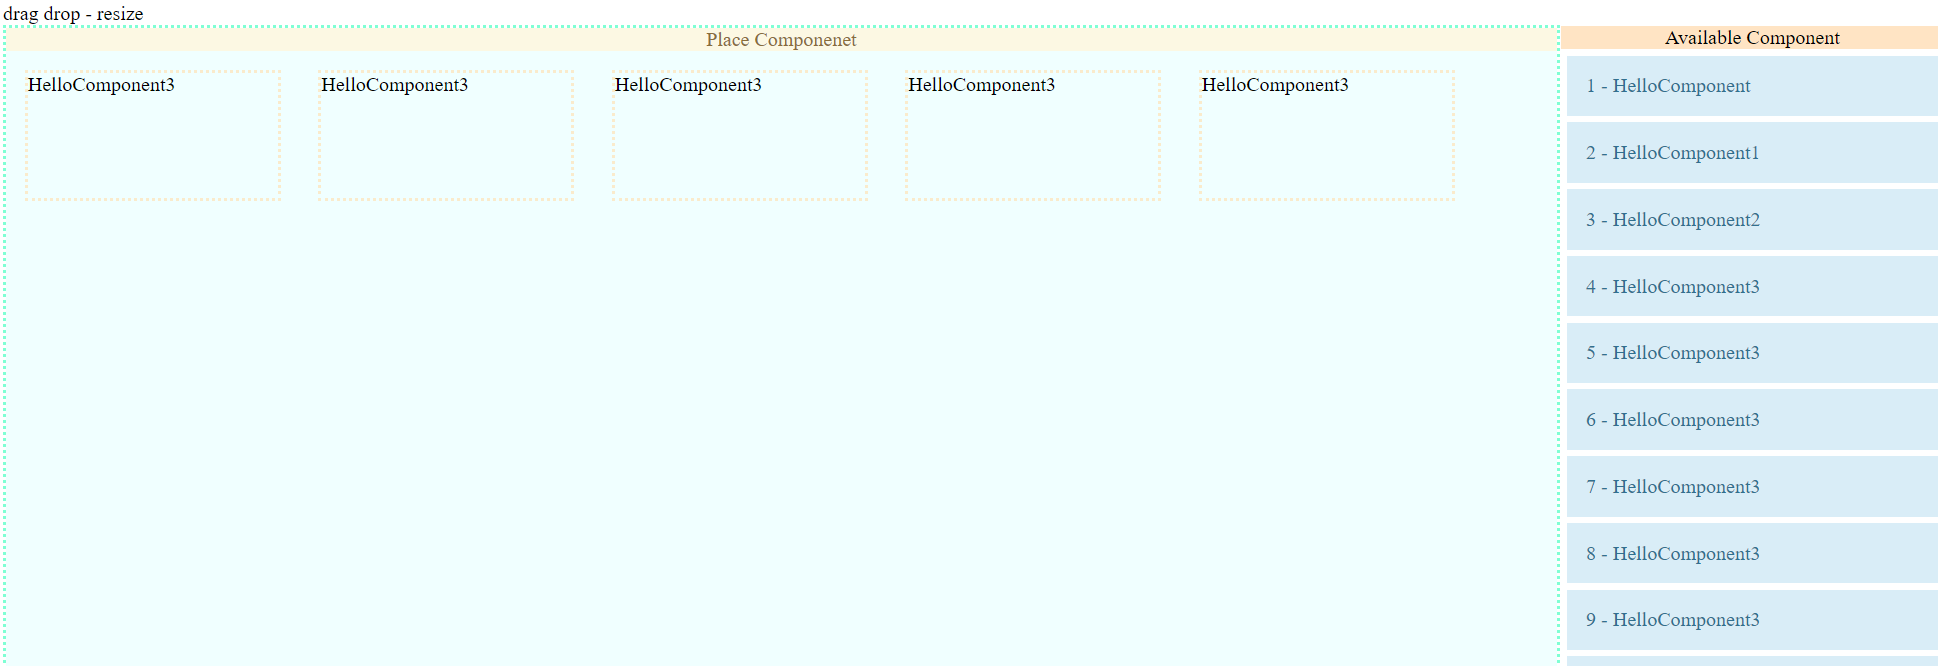 drag drop - resize
Place Componenet
HelloComponent3
HelloComponent3
HelloComponent3
HelloComponent3
HelloComponent3
Available Component
1 - HelloComponent
2 - HelloComponent1
3 - HelloComponent2
4 - HelloComponent3
5 - HelloComponent3
6 - HelloComponent3
7 - HelloComponent3
8 - HelloComponent3
9 - HelloComponent3